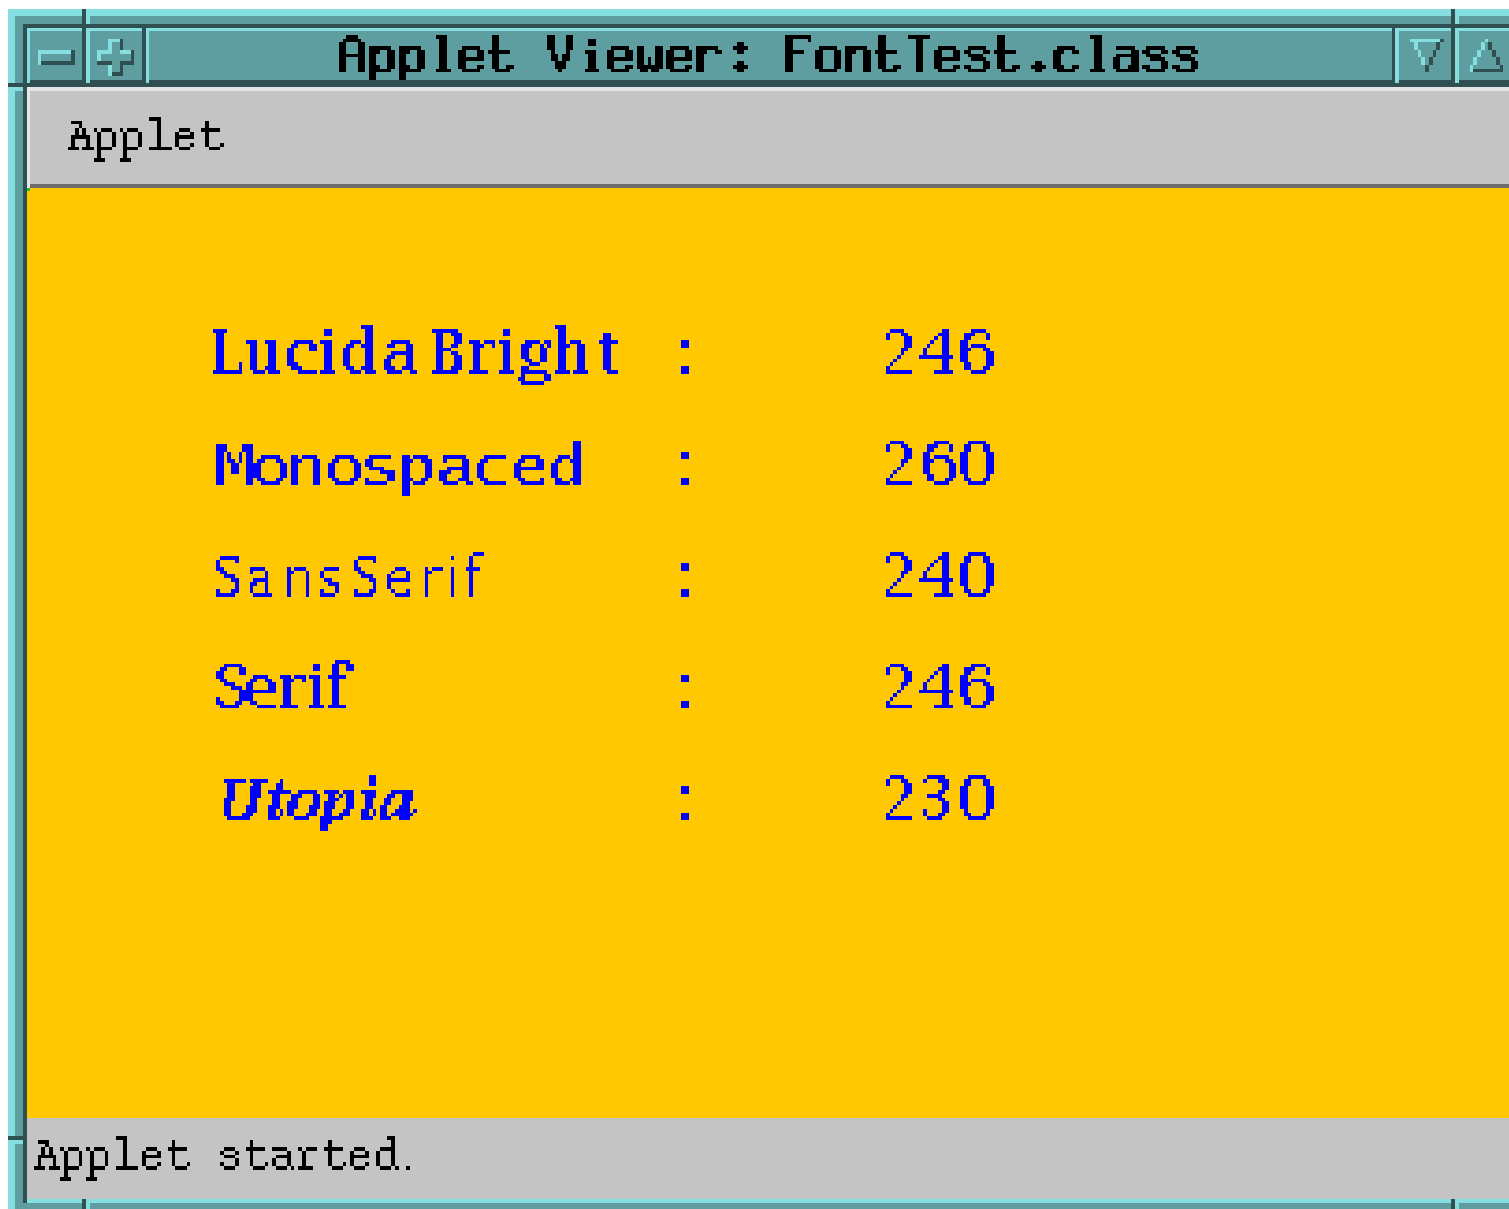 Applet Viewer: FontTest.class
Applet
Lucida Bright : 246
Monospaced : 260
SansSerif : 240
Serif : 246
Utopia : 230
Applet started.